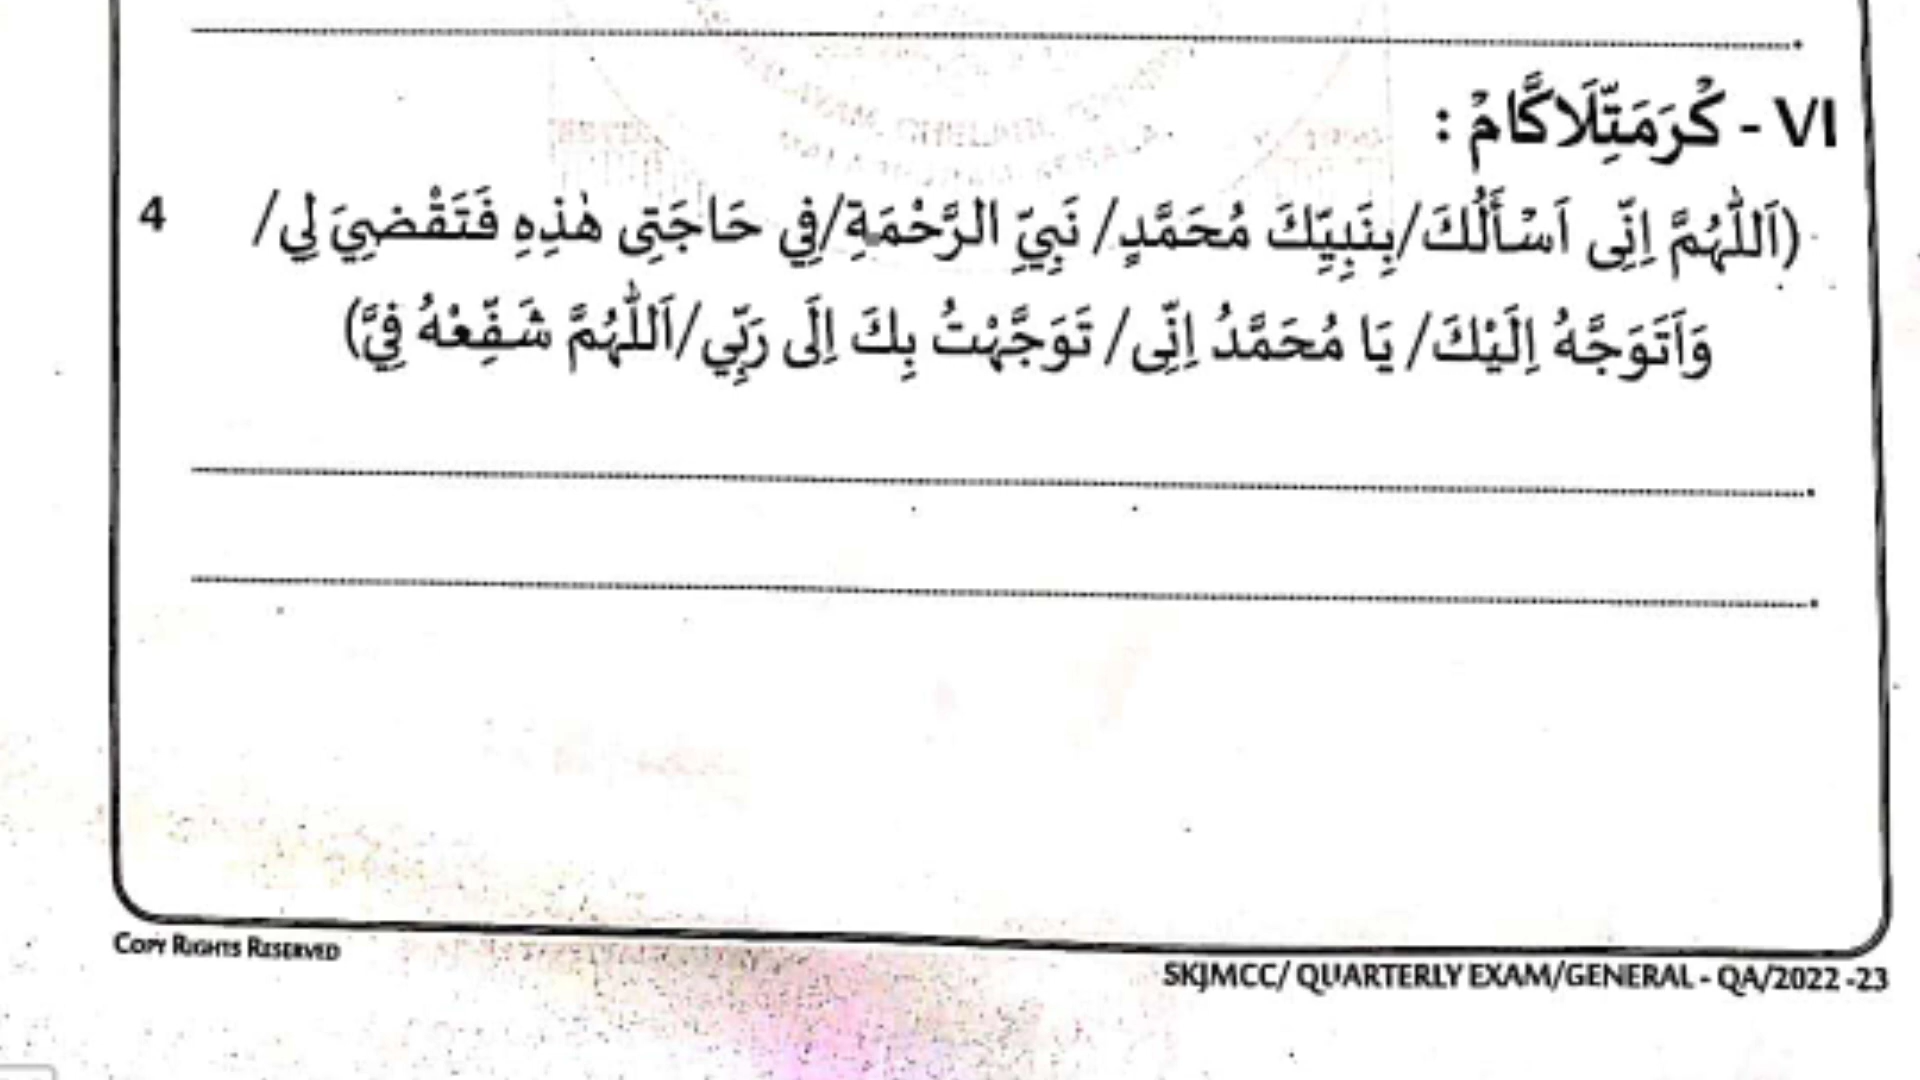 VI - كْرَمَتِّلَاكَّامْ :
(اَللّٰهُمَّ اِنِّى اَسْأَلُكَ/بِنَبِيِّكَ مُحَمَّدٍ/ نَبِيِّ الرَّحْمَةِ/فِي حَاجَتِى هٰذِهِ فَتَقْضِيَ لِي/ 4
وَاَتَوَجَّهُ اِلَيْكَ/ يَا مُحَمَّدُ اِنِّى/ تَوَجَّهْتُ بِكَ اِلَى رَبِّي/اَللّٰهُمَّ شَفِّعْهُ فِيَّ)
COPY RIGHTS RESERVED
SKJMCC/ QUARTERLY EXAM/GENERAL - QA/2022 -23